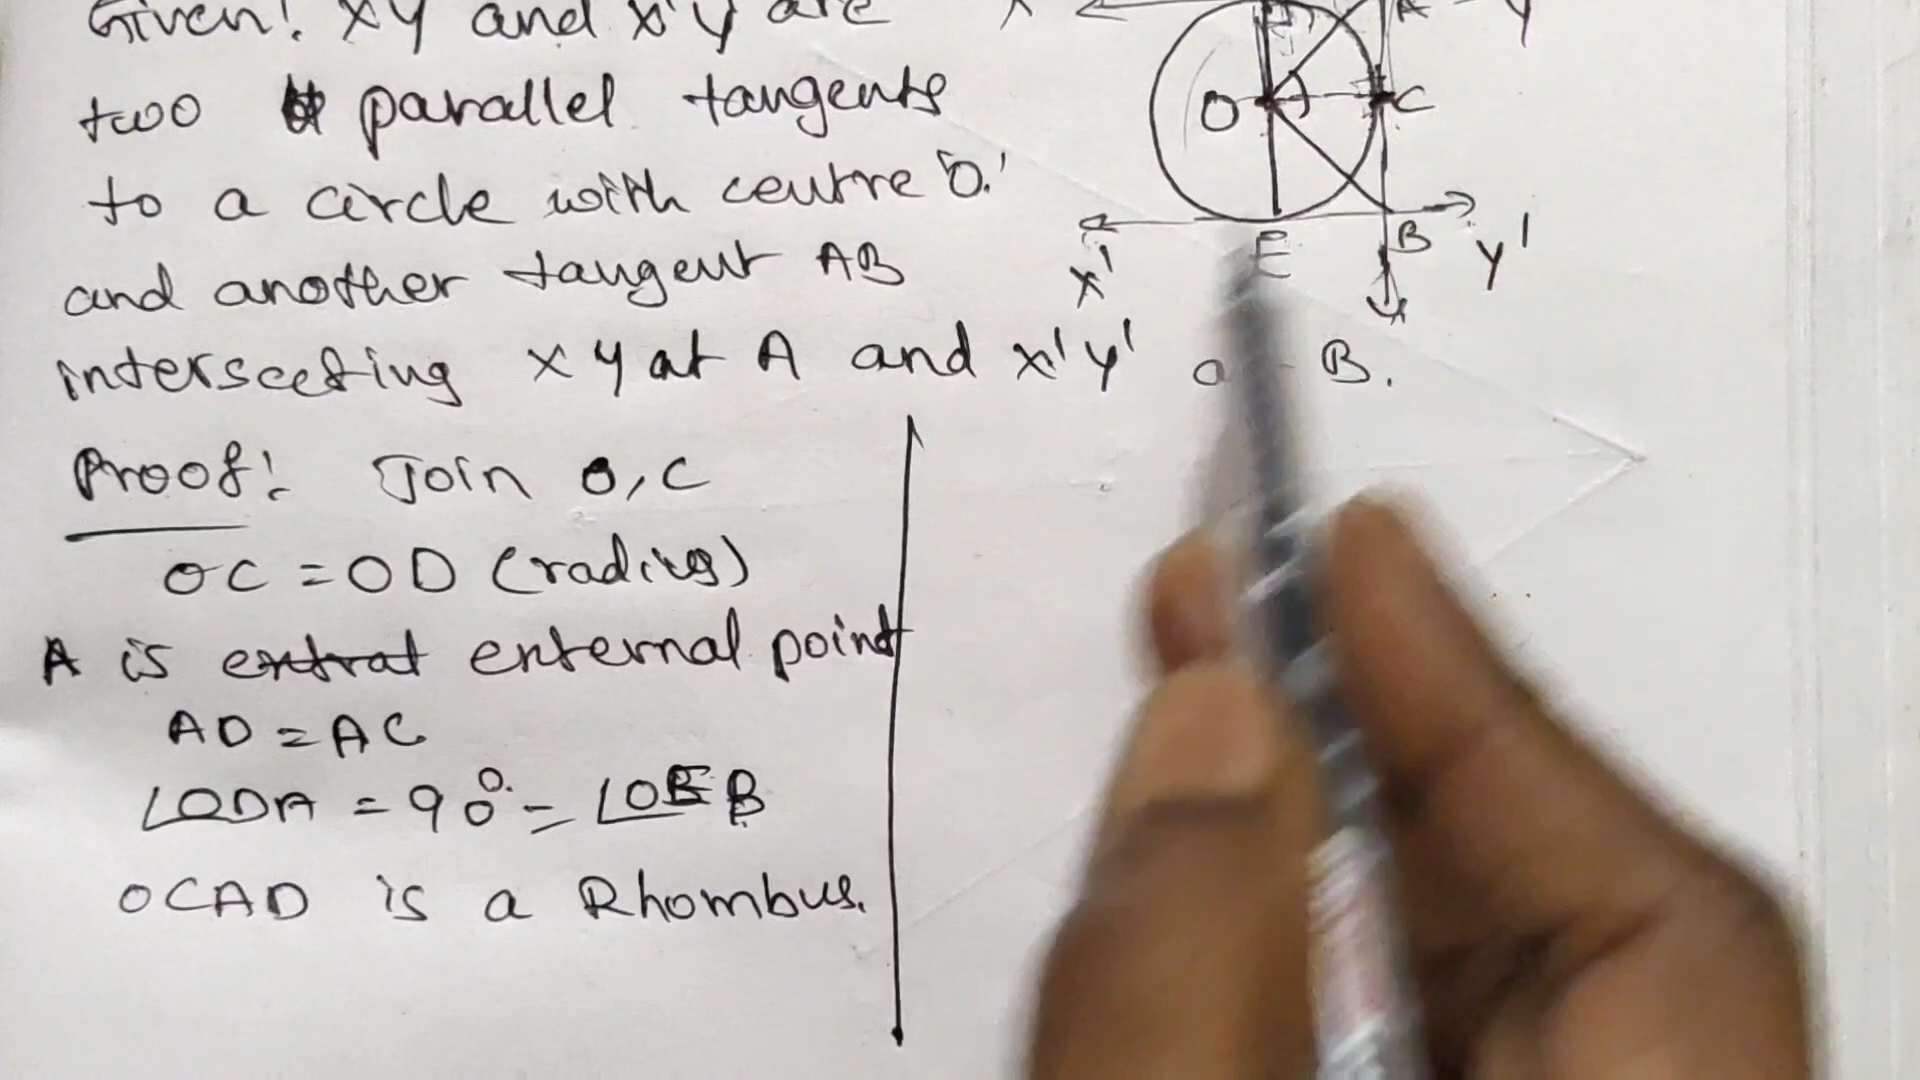 Given! XY and X'Y are
two parallel tangents
to a circle with centre 'O.'
and another tangent AB
intersecting XY at A and X'Y' B.
Proof! Join O, C
OC = OD (radius)
A is external point
AD = AC
∠ODA = 90° = ∠OEB
OCAD is a Rhombus.
X A Y
O C
X' E B Y'